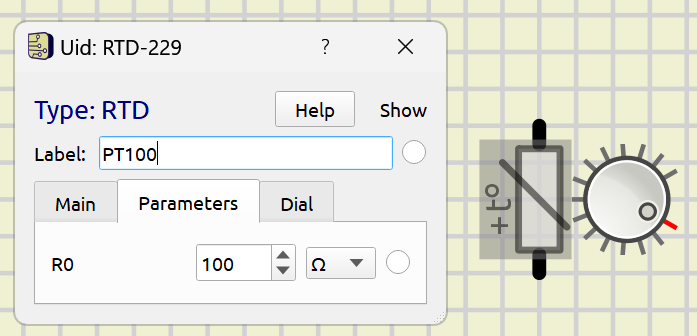 Uid: RTD-229 ?
Type: RTD Help Show
Label: PT100
Main Parameters Dial
R0 100 Ω
+t°